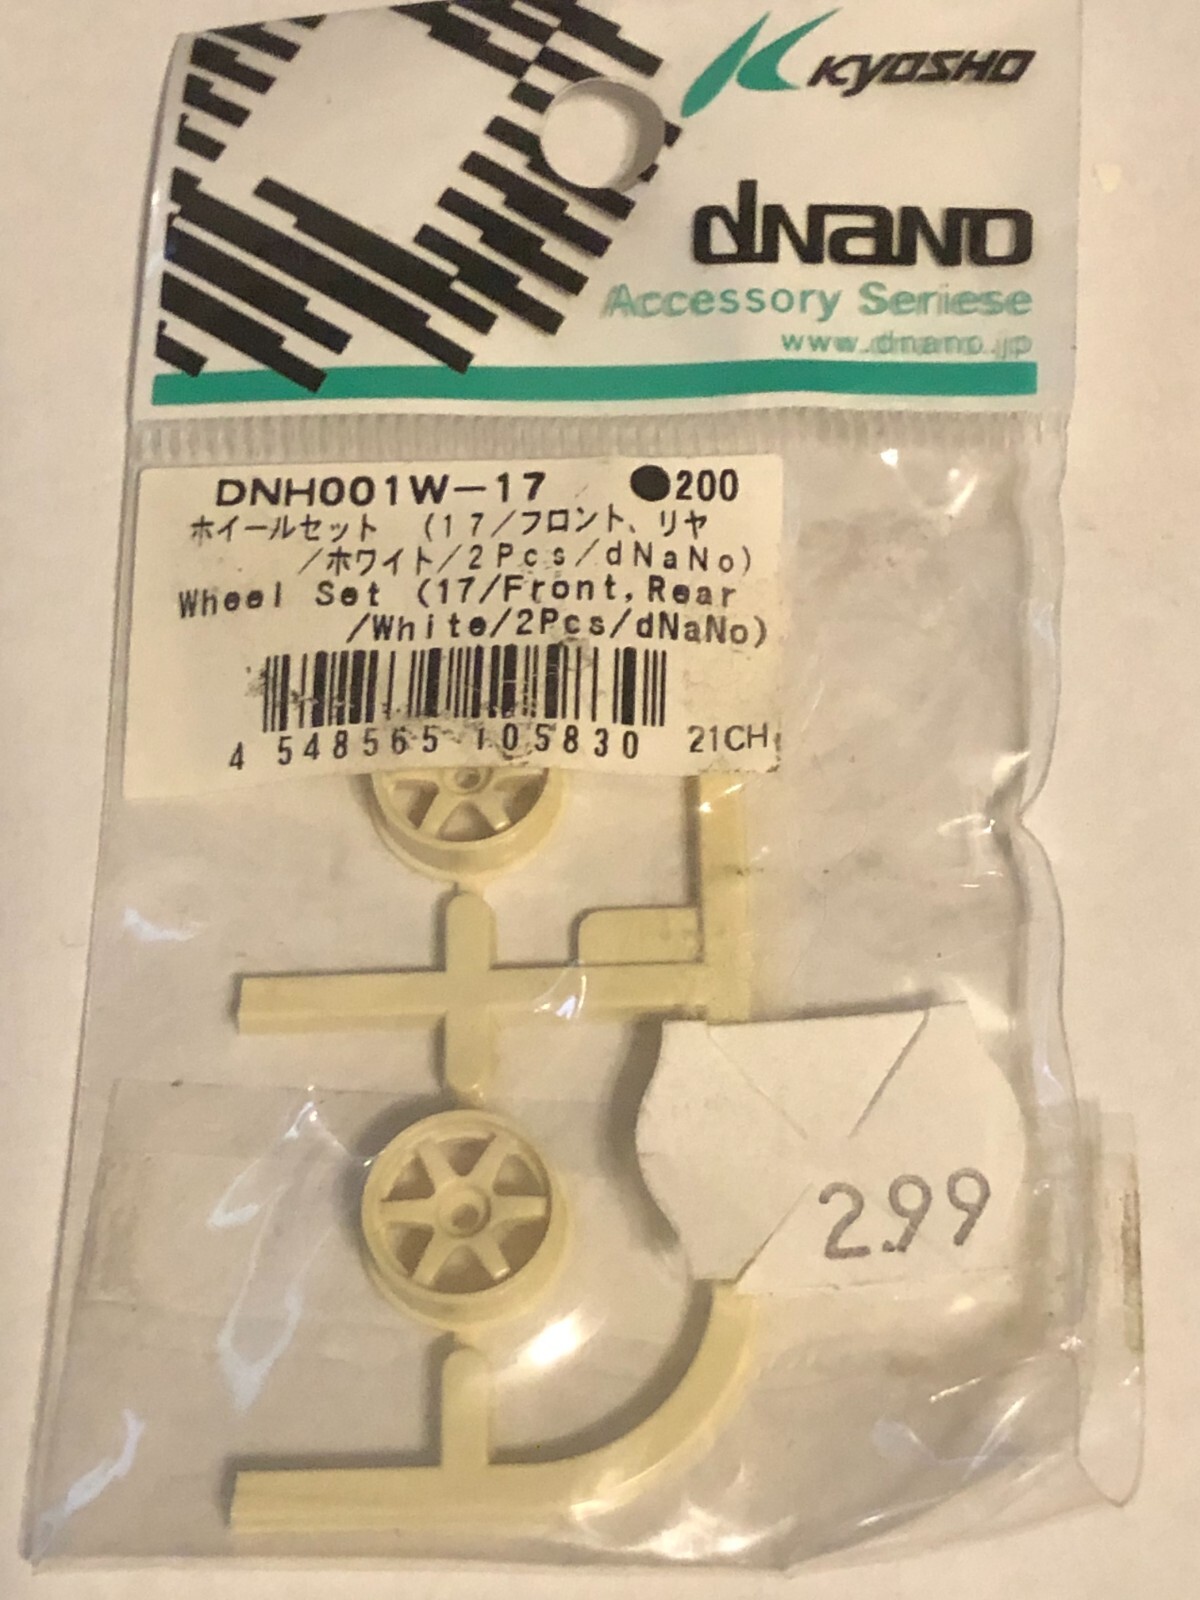 KYOSHO
dNaNO
Accessory Seriese
www.dnano.jp
DNH001W-17 ●200
ホイールセット (17/フロント、リヤ
/ホワイト/2Pcs/dNaNo)
Wheel Set (17/Front,Rear
/White/2Pcs/dNaNo)
4 548565 105830 21CH
2.99